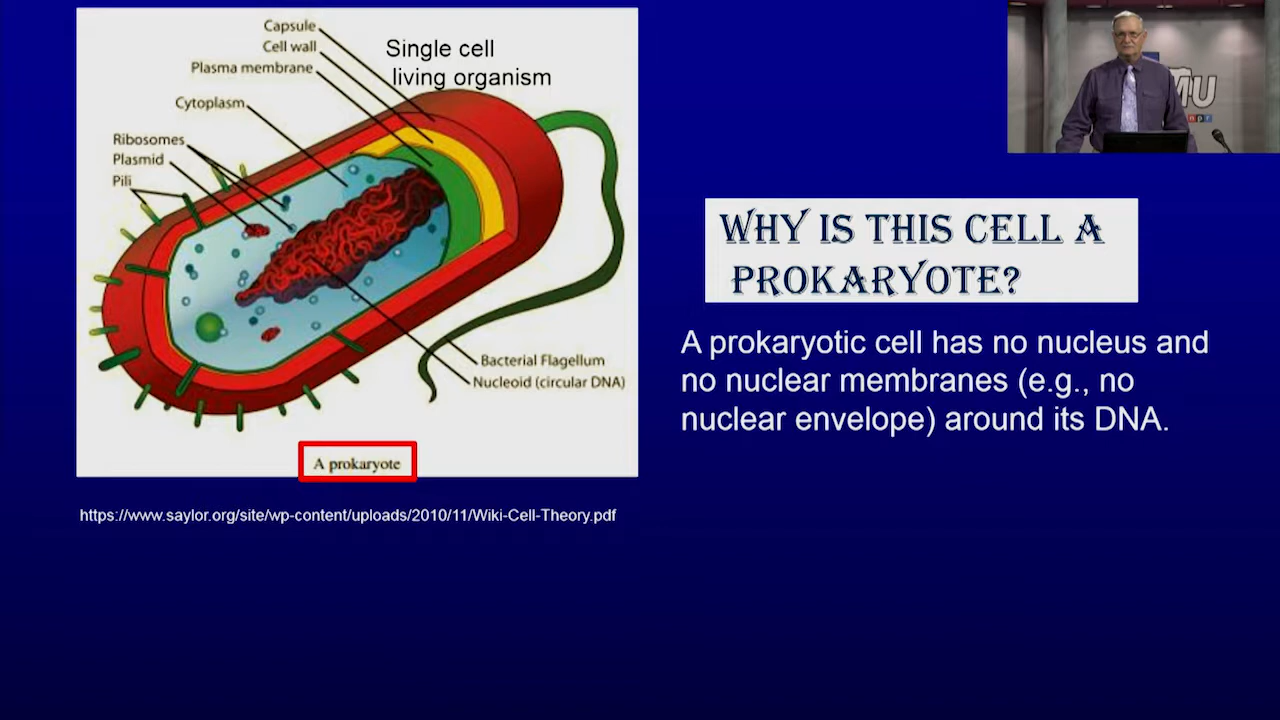 Capsule
Cell wall
Plasma membrane
Cytoplasm
Ribosomes
Plasmid
Pili
Single cell
living organism
Bacterial Flagellum
Nucleoid (circular DNA)
A prokaryote
https://www.saylor.org/site/wp-content/uploads/2010/11/Wiki-Cell-Theory.pdf
MU
n p r
WHY IS THIS CELL A
PROKARYOTE?
A prokaryotic cell has no nucleus and
no nuclear membranes (e.g., no
nuclear envelope) around its DNA.